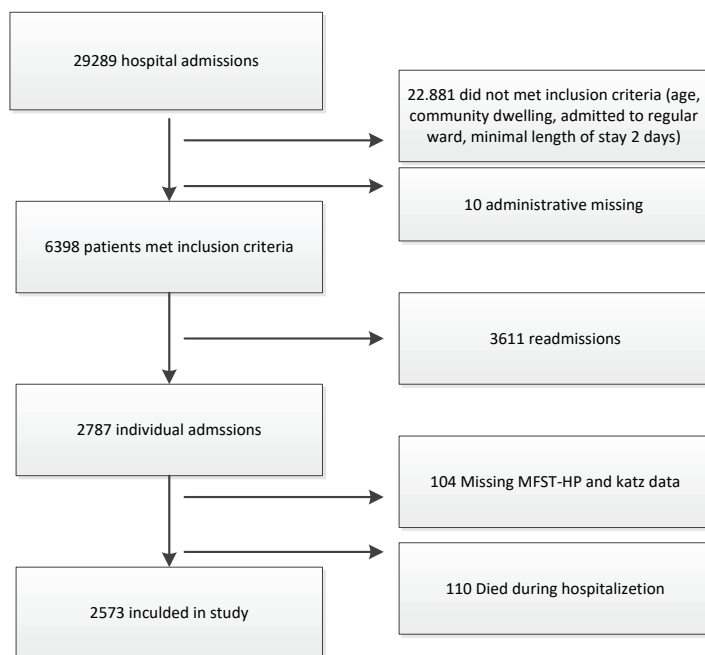 29289 hospital admissions
22.881 did not met inclusion criteria (age,
community dwelling, admitted to regular
ward, minimal length of stay 2 days)
10 administrative missing
6398 patients met inclusion criteria
3611 readmissions
2787 individual admssions
104 Missing MFST-HP and katz data
110 Died during hospitalizetion
2573 inculded in study